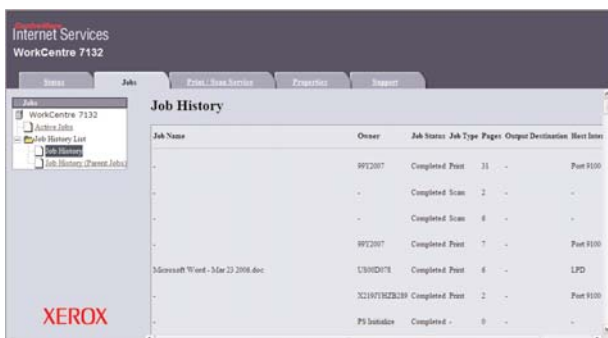 CentreWare
Internet Services
WorkCentre 7132
Status Jobs Print / Scan Service Properties Support
Jobs
WorkCentre 7132
Active Jobs
Job History List
Job History
Job History (Parent Jobs)
XEROX
Job History
Job Name Owner Job Status Job Type Pages Output Destination Host Inter
- 99Y2007 Completed Print 31 - Port 9100
- - Completed Scan 2 - -
- - Completed Scan 6 - -
- 99Y2007 Completed Print 7 - Port 9100
Microsoft Word - Mar 23 2006.doc Completed Print 6 - LPD
- Completed Print 2 - Port 9100
- PS Initialize Completed - 0 - -